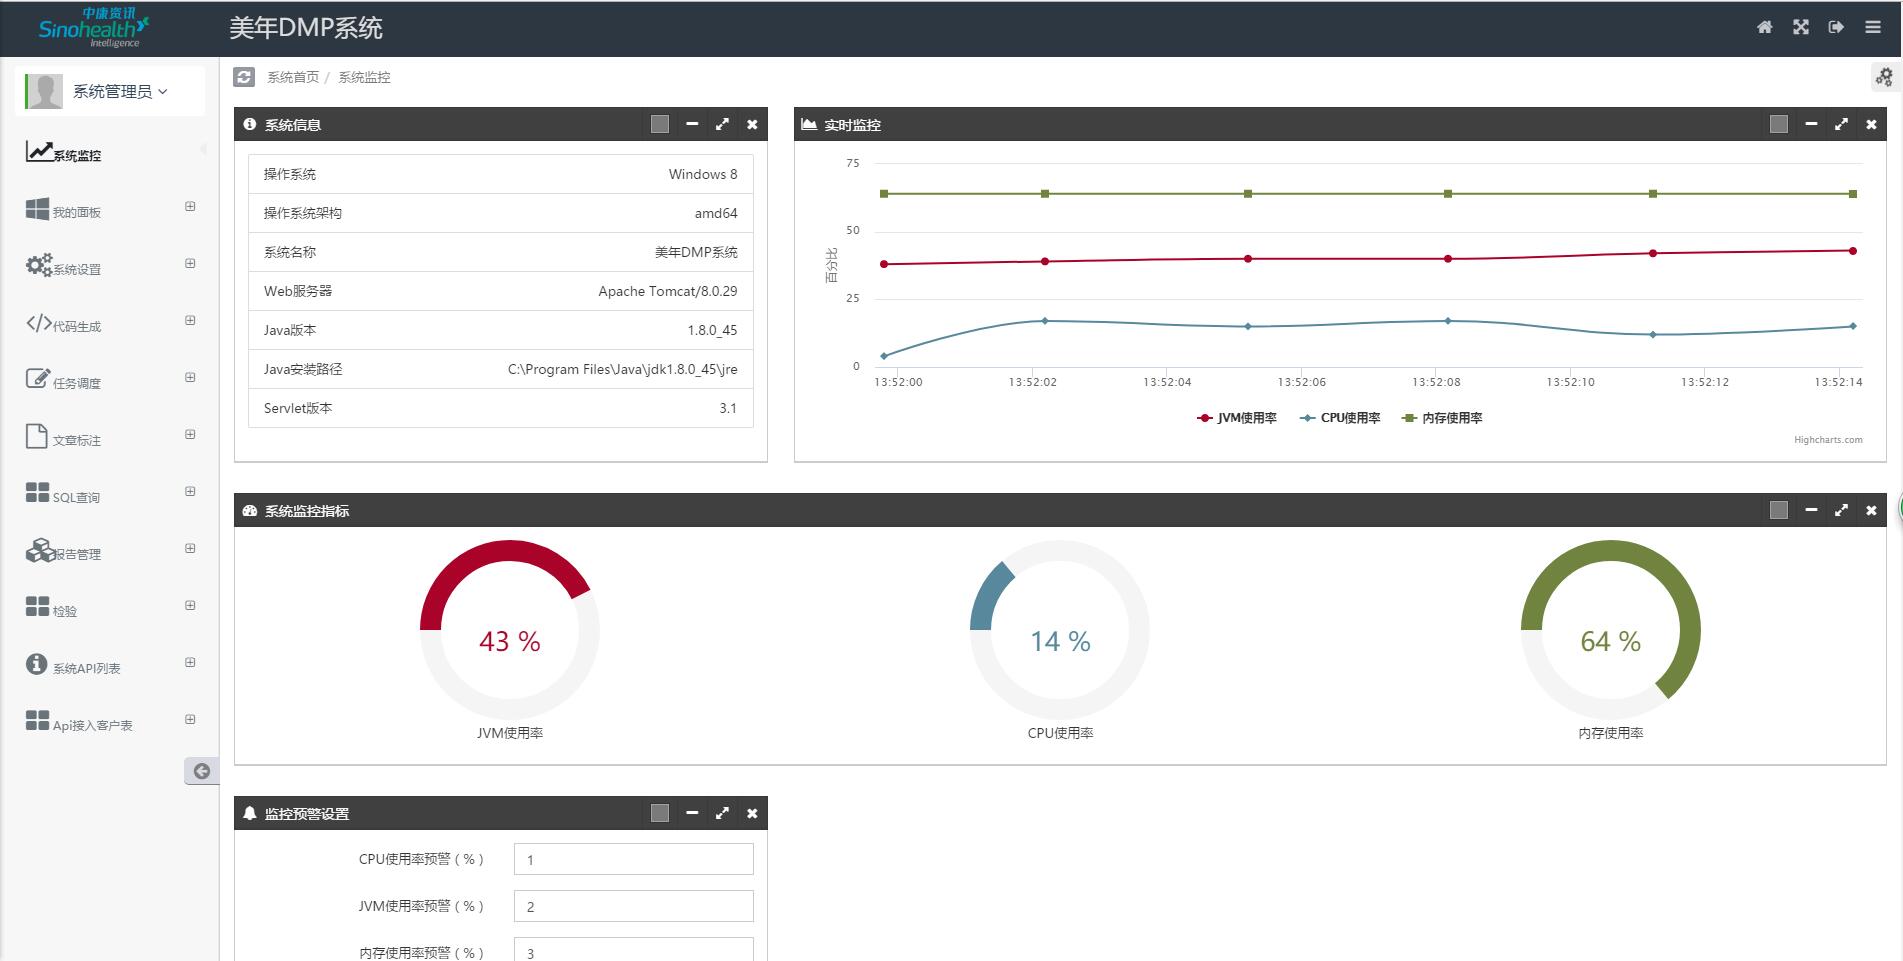 中康资讯
Sinohealth
Intelligence
美年DMP系统
系统管理员
系统首页 / 系统监控
系统监控
我的面板
系统设置
代码生成
任务调度
文章标注
SQL查询
报告管理
检验
系统API列表
Api接入客户表
系统信息
操作系统 Windows 8
操作系统架构 amd64
系统名称 美年DMP系统
Web服务器 Apache Tomcat/8.0.29
Java版本 1.8.0_45
Java安装路径 C:\Program Files\Java\jdk1.8.0_45\jre
Servlet版本 3.1
实时监控
百分比
75
50
25
0
13:52:00 13:52:02 13:52:04 13:52:06 13:52:08 13:52:10 13:52:12 13:52:14
JVM使用率 CPU使用率 内存使用率
Highcharts.com
系统监控指标
43 % 14 % 64 %
JVM使用率 CPU使用率 内存使用率
监控预警设置
CPU使用率预警（%） 1
JVM使用率预警（%） 2
内存使用率预警（%） 3